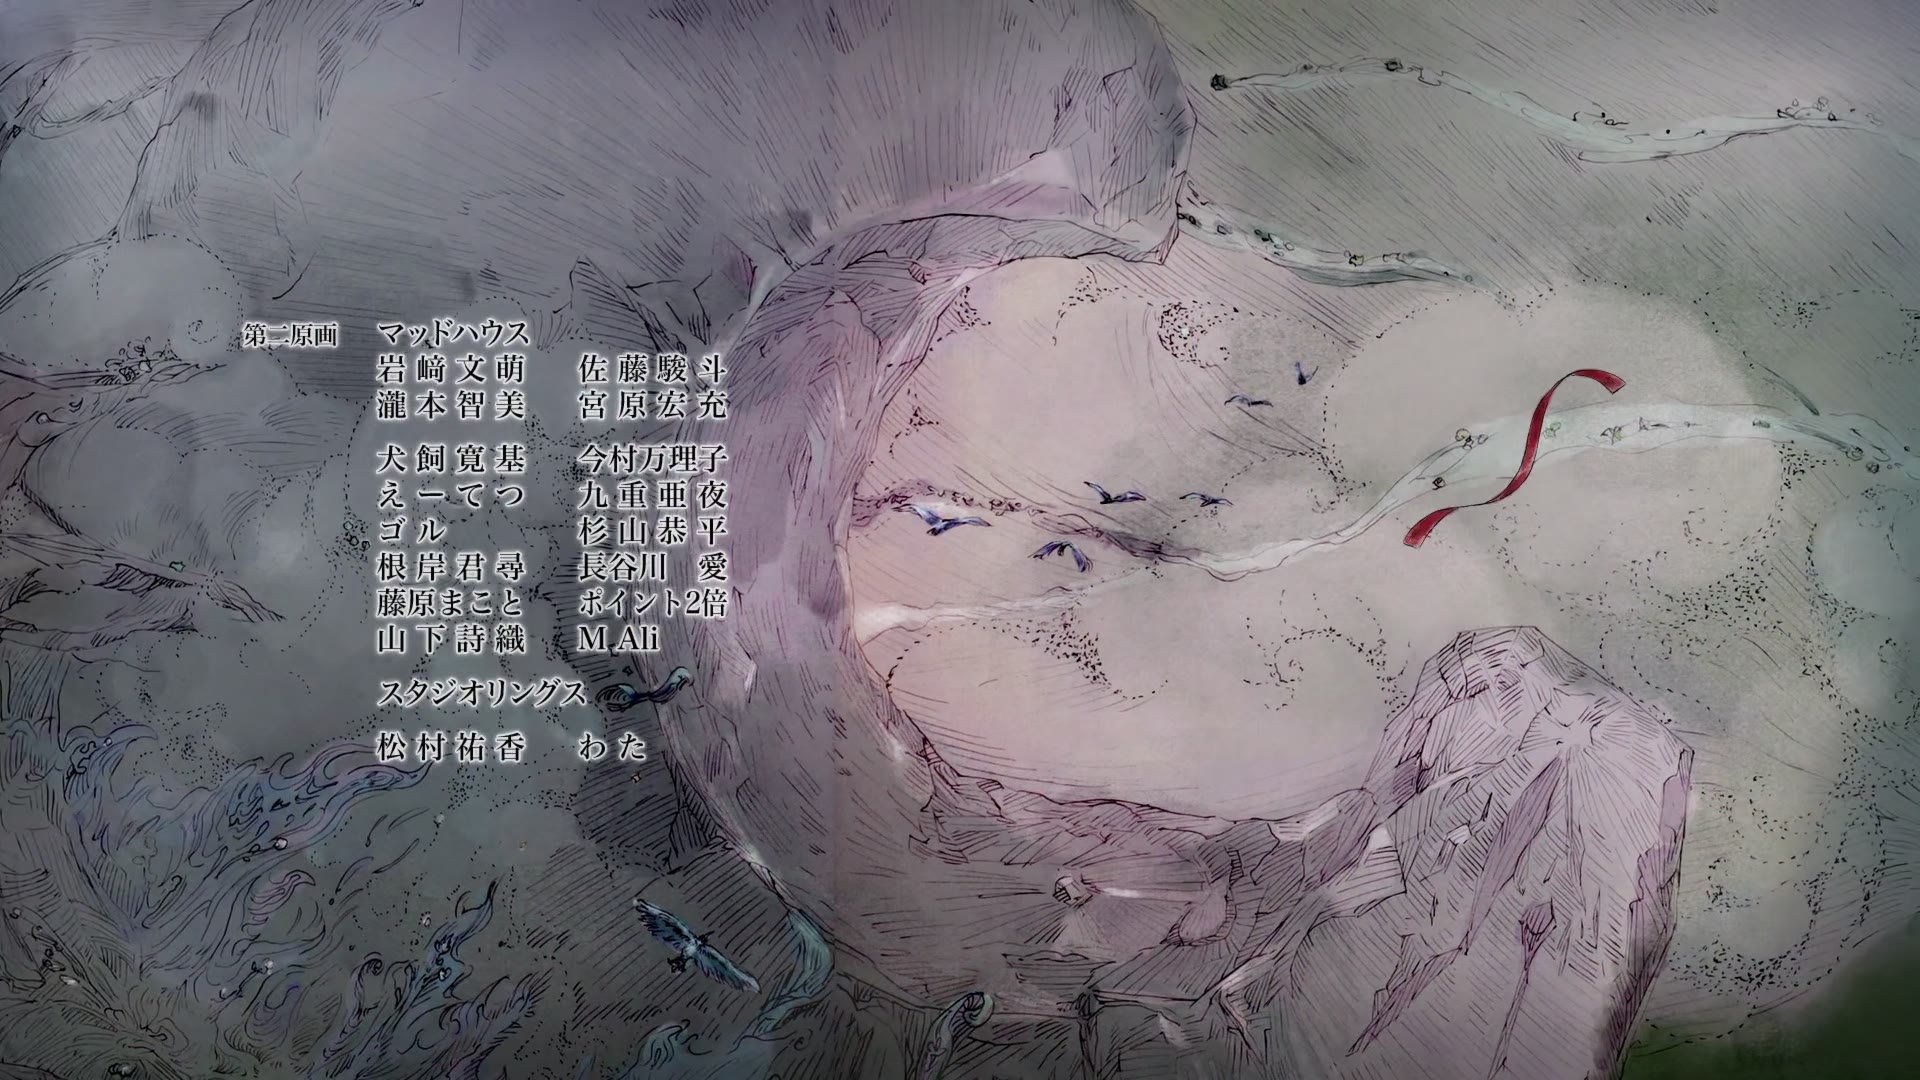 第二原画 マッドハウス
岩﨑文萌 佐藤駿斗
瀧本智美 宮原宏充
犬飼寛基 今村万理子
えーてつ 九重亜夜
ゴル 杉山恭平
根岸君尋 長谷川 愛
藤原まこと ポイント2倍
山下詩織 M Ali
スタジオリングス
松村祐香 わた